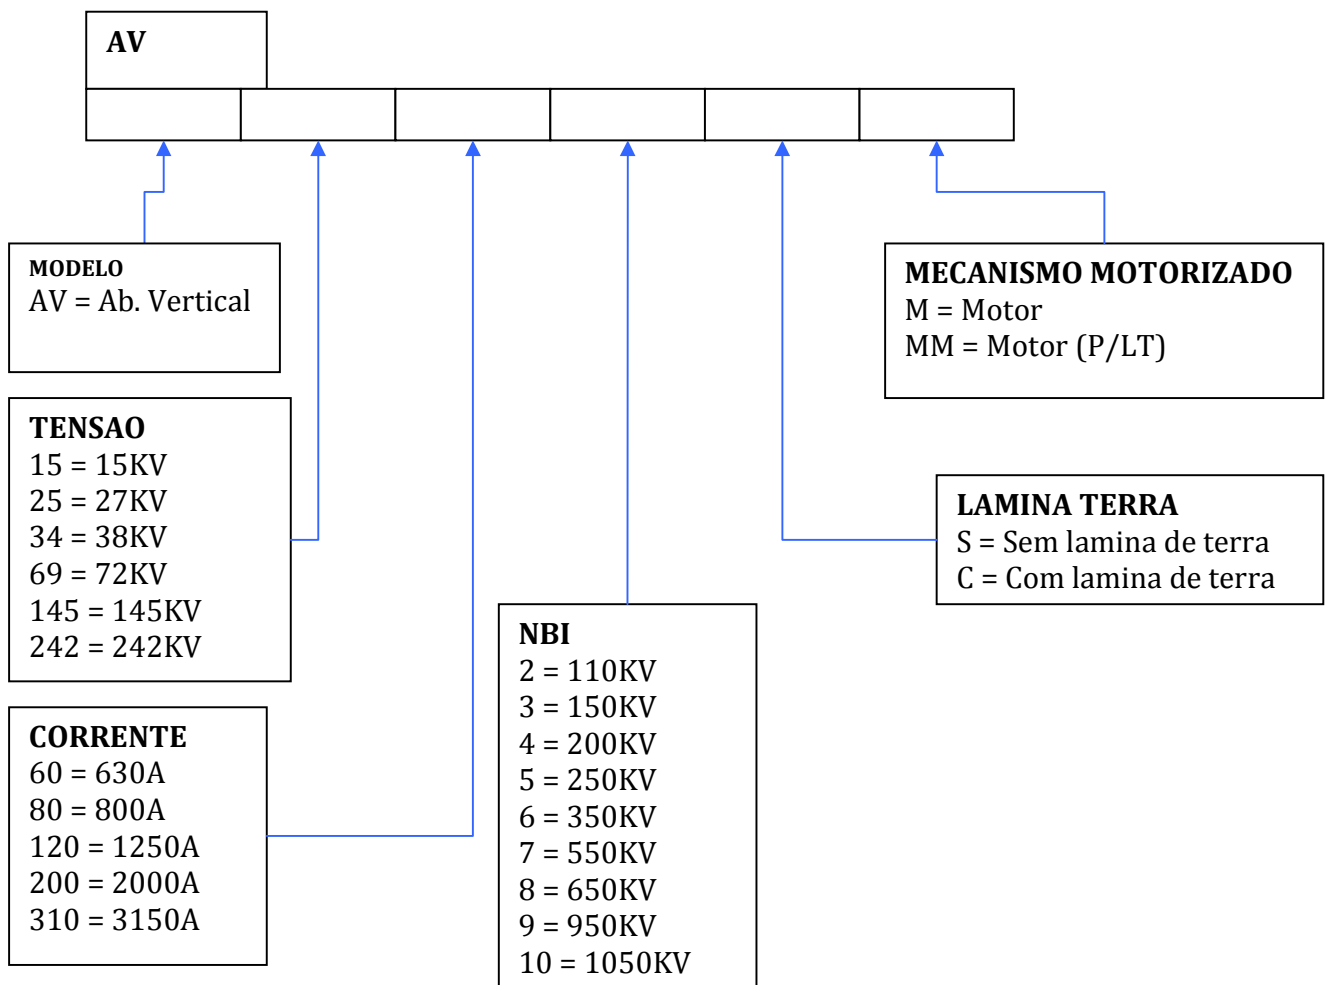 AV
MODELO
AV = Ab. Vertical
MECANISMO MOTORIZADO
M = Motor
MM = Motor (P/LT)
TENSAO
15 = 15KV
25 = 27KV
34 = 38KV
69 = 72KV
145 = 145KV
242 = 242KV
LAMINA TERRA
S = Sem lamina de terra
C = Com lamina de terra
NBI
2 = 110KV
3 = 150KV
4 = 200KV
5 = 250KV
6 = 350KV
7 = 550KV
8 = 650KV
9 = 950KV
10 = 1050KV
CORRENTE
60 = 630A
80 = 800A
120 = 1250A
200 = 2000A
310 = 3150A